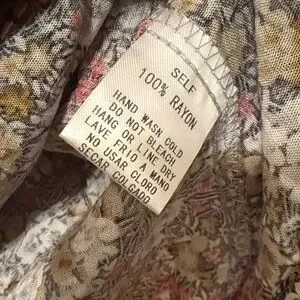 SELF
100% RAYON
HAND WASH COLD
DO NOT BLEACH
HANG OR LINE DRY
LAVE FRIO A MANO
NO USAR CLORO
SECAR COLGADO